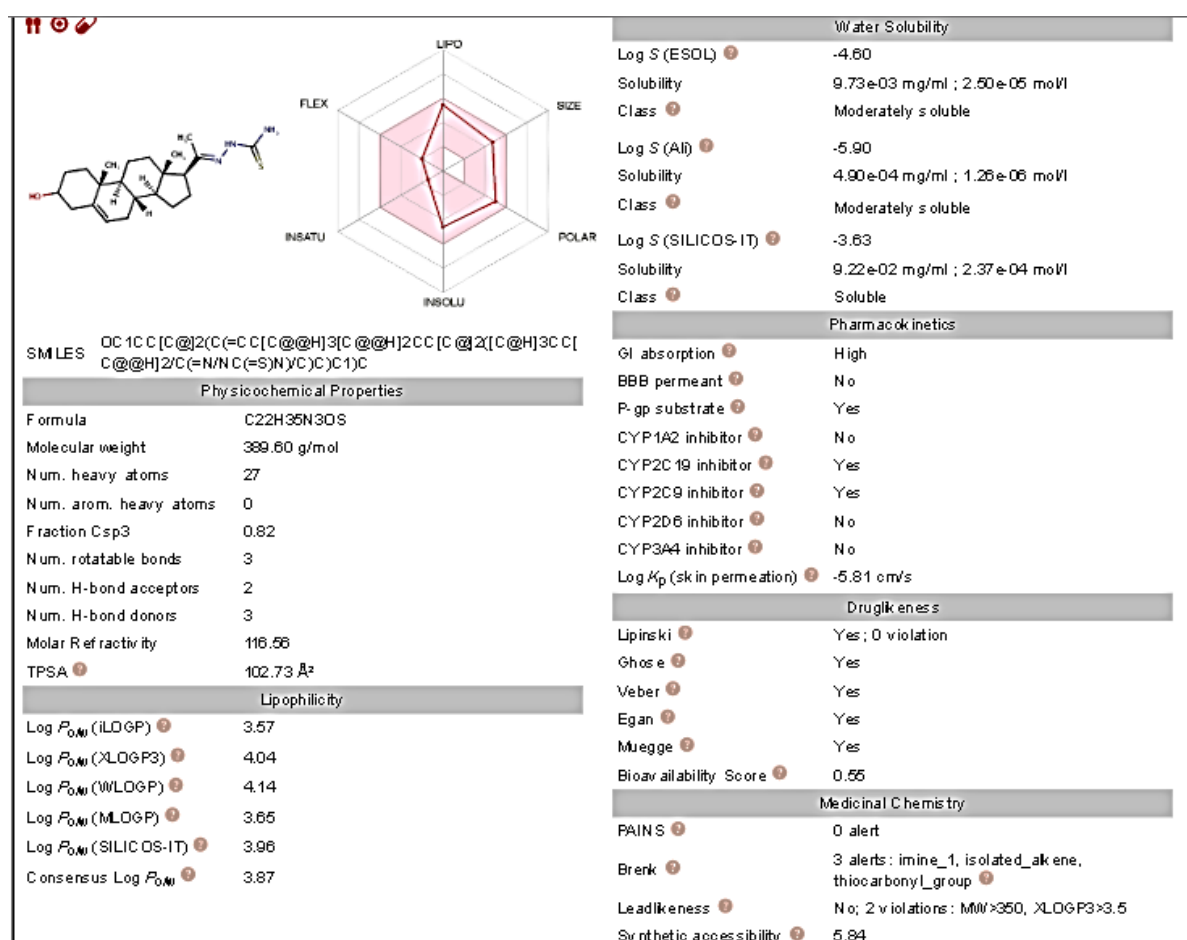 LIPO
FLEX
SIZE
INSATU
POLAR
INSOLU
H₃C
NH₂
HN
N
S
CH₃
CH₃
H
H
H
H
HO
SMILES OC1CC[C@]2(C(=CC[C@@H]3[C@@H]2CC[C@]2([C@H]3CC[
C@@H]2/C(=N/NC(=S)N)/C)C)C1)C
Physicochemical Properties
Formula C22H35N3OS
Molecular weight 389.60 g/mol
Num. heavy atoms 27
Num. arom. heavy atoms 0
Fraction Csp3 0.82
Num. rotatable bonds 3
Num. H-bond acceptors 2
Num. H-bond donors 3
Molar Refractivity 116.56
TPSA ? 102.73 Å²
Lipophilicity
Log Po/w (iLOGP) ? 3.57
Log Po/w (XLOGP3) ? 4.04
Log Po/w (WLOGP) ? 4.14
Log Po/w (MLOGP) ? 3.65
Log Po/w (SILICOS-IT) ? 3.96
Consensus Log Po/w ? 3.87
Water Solubility
Log S (ESOL) ? -4.60
Solubility 9.73e-03 mg/ml ; 2.50e-05 mol/l
Class ? Moderately soluble
Log S (Ali) ? -5.90
Solubility 4.90e-04 mg/ml ; 1.26e-06 mol/l
Class ? Moderately soluble
Log S (SILICOS-IT) ? -3.63
Solubility 9.22e-02 mg/ml ; 2.37e-04 mol/l
Class ? Soluble
Pharmacokinetics
GI absorption ? High
BBB permeant ? No
P-gp substrate ? Yes
CYP1A2 inhibitor ? No
CYP2C19 inhibitor ? Yes
CYP2C9 inhibitor ? Yes
CYP2D6 inhibitor ? No
CYP3A4 inhibitor ? No
Log Kp (skin permeation) ? -5.81 cm/s
Druglikeness
Lipinski ? Yes; 0 violation
Ghose ? Yes
Veber ? Yes
Egan ? Yes
Muegge ? Yes
Bioavailability Score ? 0.55
Medicinal Chemistry
PAINS ? 0 alert
Brenk ? 3 alerts: imine_1, isolated_alkene,
thiocarbonyl_group ?
Leadlikeness ? No; 2 violations: MW>350, XLOGP3>3.5
Synthetic accessibility ? 5.84